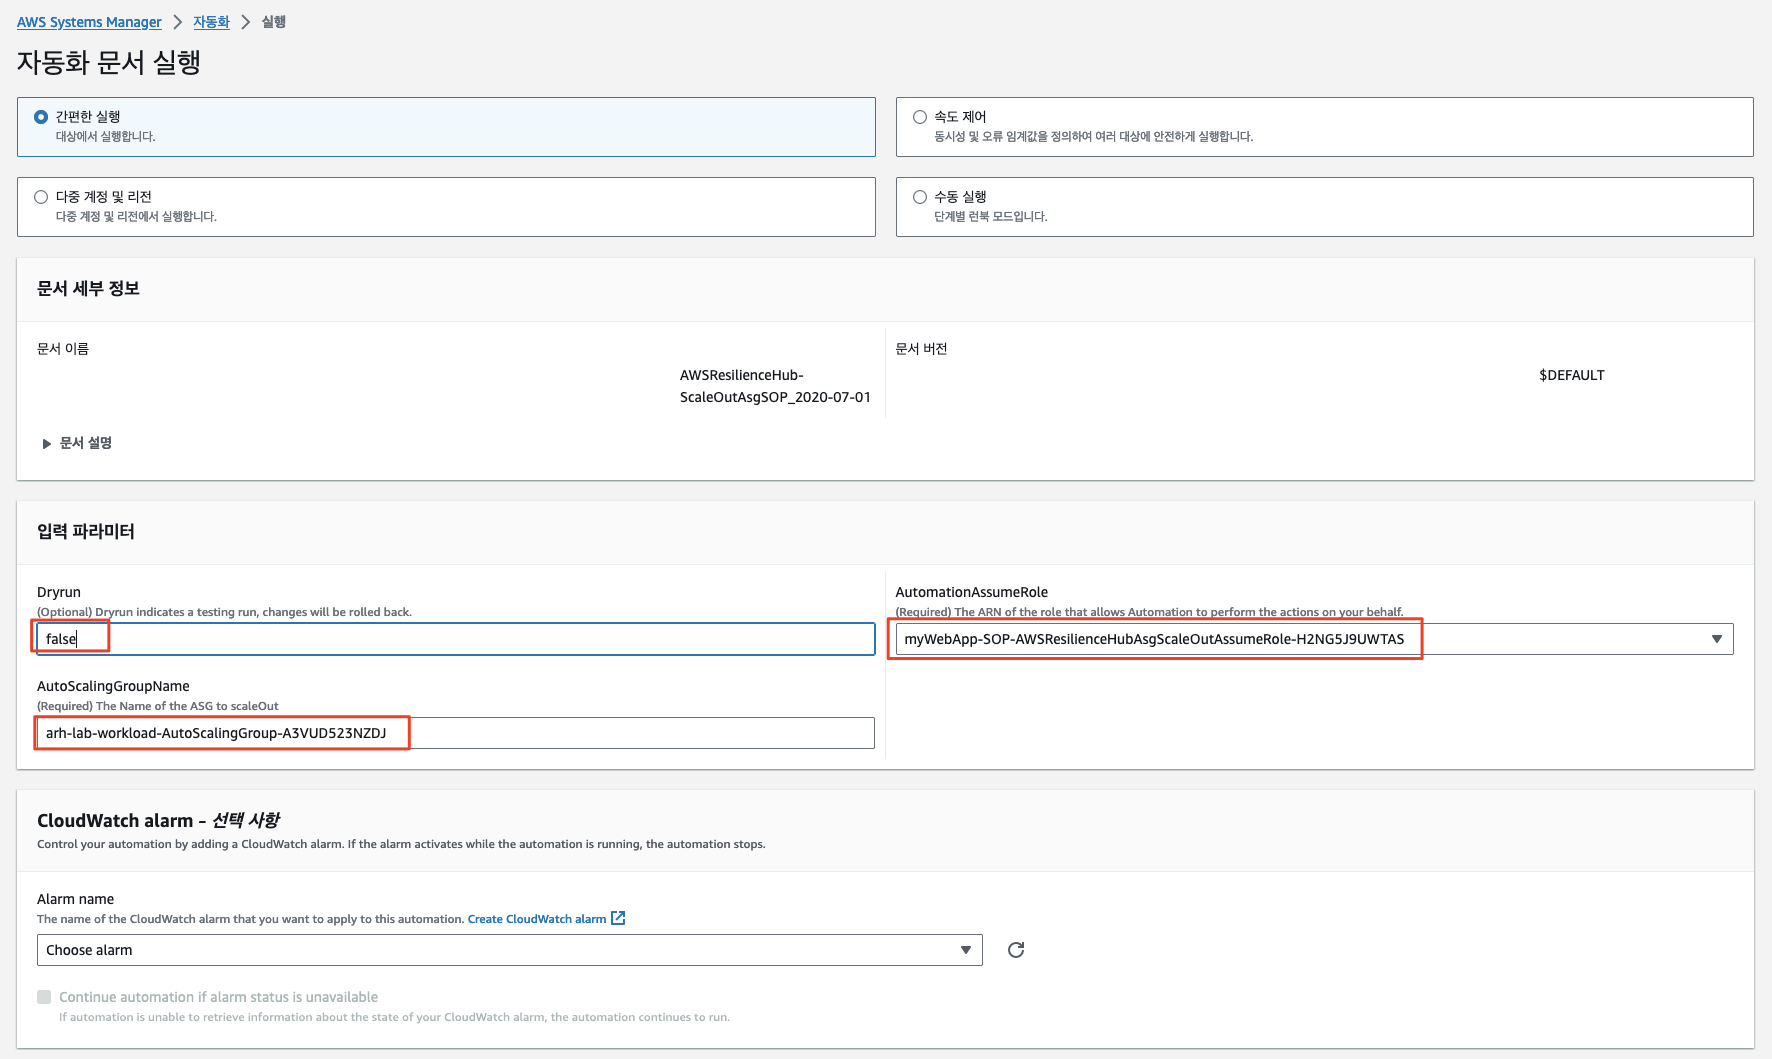 AWS Systems Manager > 자동화 > 실행
자동화 문서 실행
간편한 실행
대상에서 실행합니다.
속도 제어
동시성 및 오류 임계값을 정의하여 여러 대상에 안전하게 실행합니다.
다중 계정 및 리전
다중 계정 및 리전에서 실행합니다.
수동 실행
단계별 런북 모드입니다.
문서 세부 정보
문서 이름
AWSResilienceHub-
ScaleOutAsgSOP_2020-07-01
문서 버전
$DEFAULT
문서 설명
입력 파라미터
Dryrun
(Optional) Dryrun indicates a testing run, changes will be rolled back.
false
AutomationAssumeRole
(Required) The ARN of the role that allows Automation to perform the actions on your behalf.
myWebApp-SOP-AWSResilienceHubAsgScaleOutAssumeRole-H2NG5J9UWTAS
AutoScalingGroupName
(Required) The Name of the ASG to scaleOut
arh-lab-workload-AutoScalingGroup-A3VUD523NZDJ
CloudWatch alarm - 선택 사항
Control your automation by adding a CloudWatch alarm. If the alarm activates while the automation is running, the automation stops.
Alarm name
The name of the CloudWatch alarm that you want to apply to this automation. Create CloudWatch alarm
Choose alarm
Continue automation if alarm status is unavailable
If automation is unable to retrieve information about the state of your CloudWatch alarm, the automation continues to run.